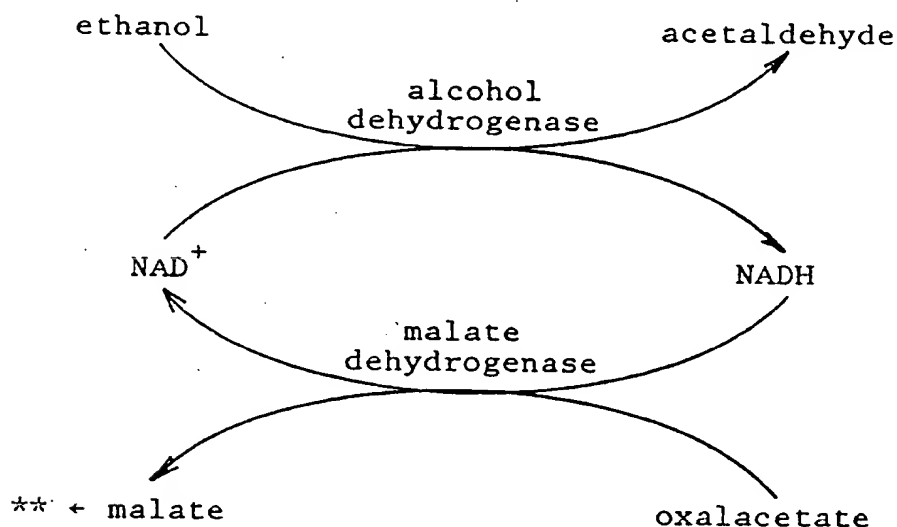 ethanol
acetaldehyde
alcohol
dehydrogenase
NAD+
NADH
malate
dehydrogenase
** ← malate
oxalacetate